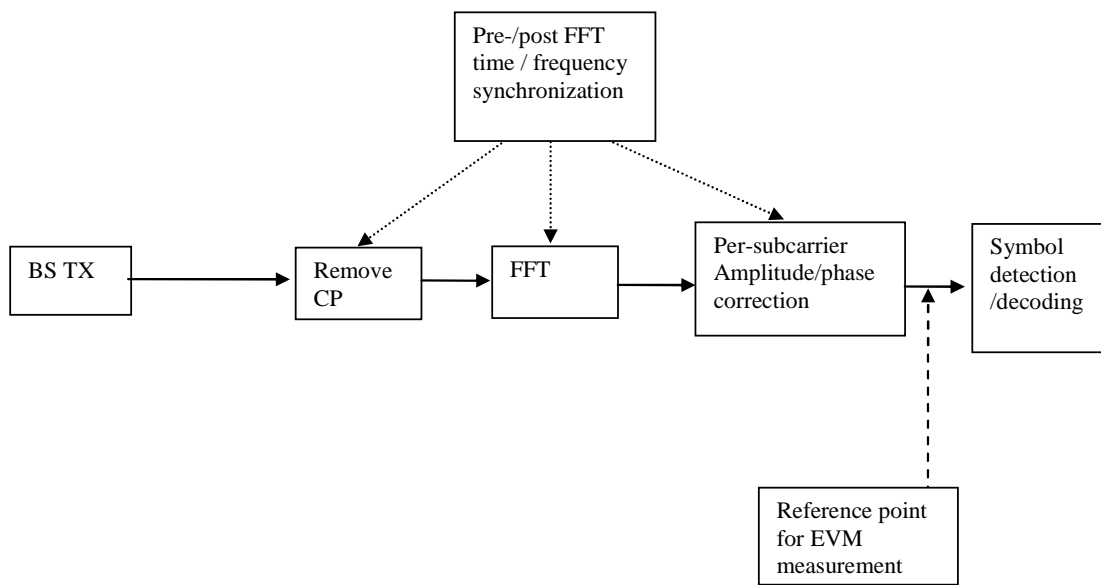 Pre-/post FFT
time / frequency
synchronization
BS TX
Remove
CP
FFT
Per-subcarrier
Amplitude/phase
correction
Symbol
detection
/decoding
Reference point
for EVM
measurement